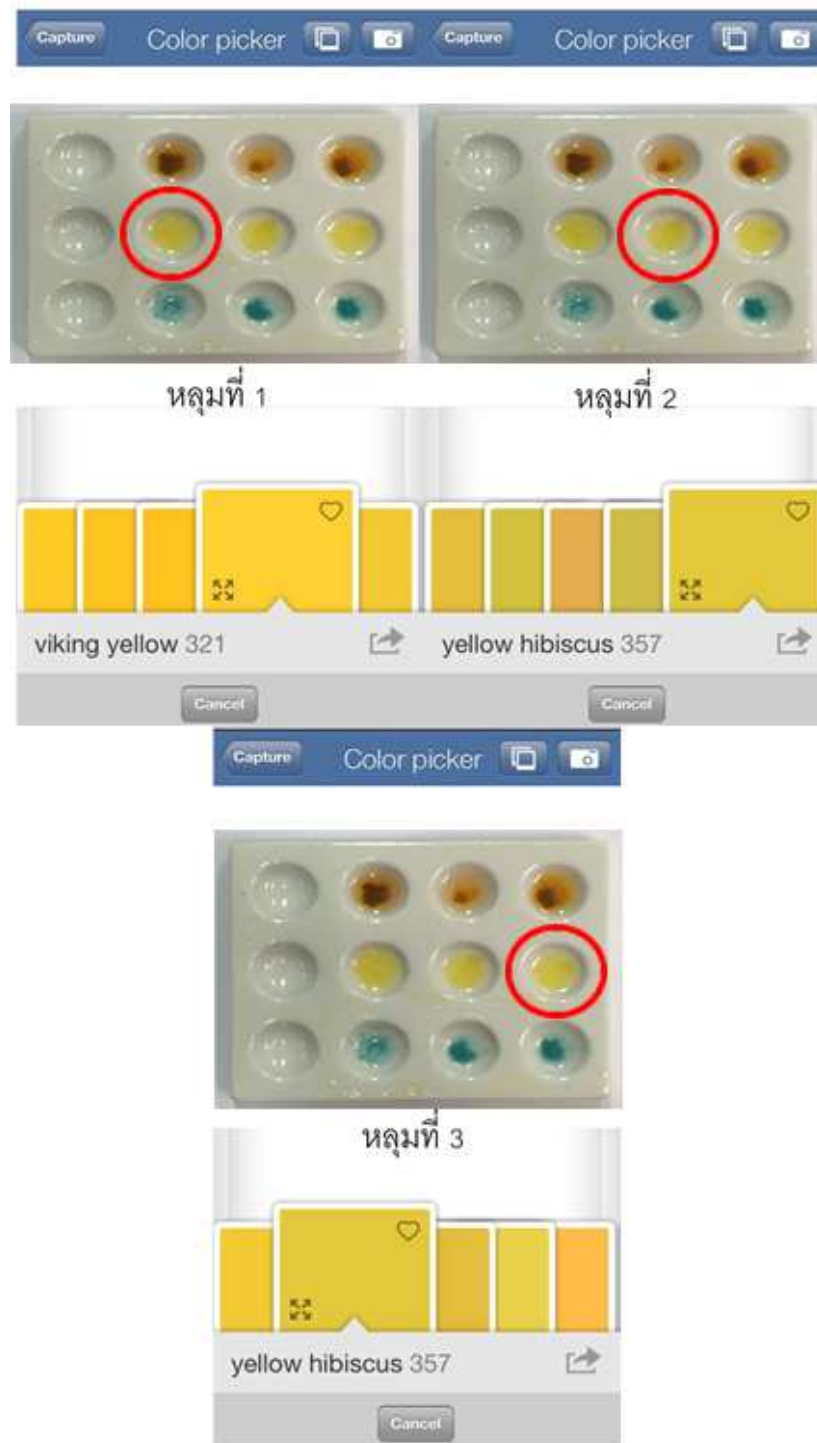 Capture Color picker Capture Color picker
หลุมที่ 1 หลุมที่ 2
viking yellow 321 yellow hibiscus 357
Cancel Cancel
Capture Color picker
หลุมที่ 3
yellow hibiscus 357
Cancel